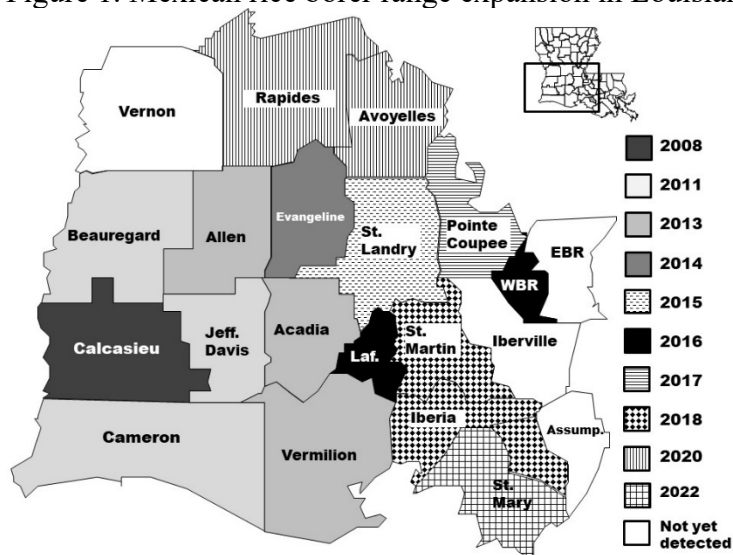 Figure 1. Mexican rice borer range expansion in Louisian
Vernon
Rapides
Avoyelles
Beauregard
Allen
Evangeline
St.
Landry
Pointe
Coupee
EBR
WBR
Calcasieu
Jeff.
Davis
Acadia
Laf.
St.
Martin
Iberville
Cameron
Vermilion
Iberia
Assump.
St.
Mary
2008
2011
2013
2014
2015
2016
2017
2018
2020
2022
Not yet
detected